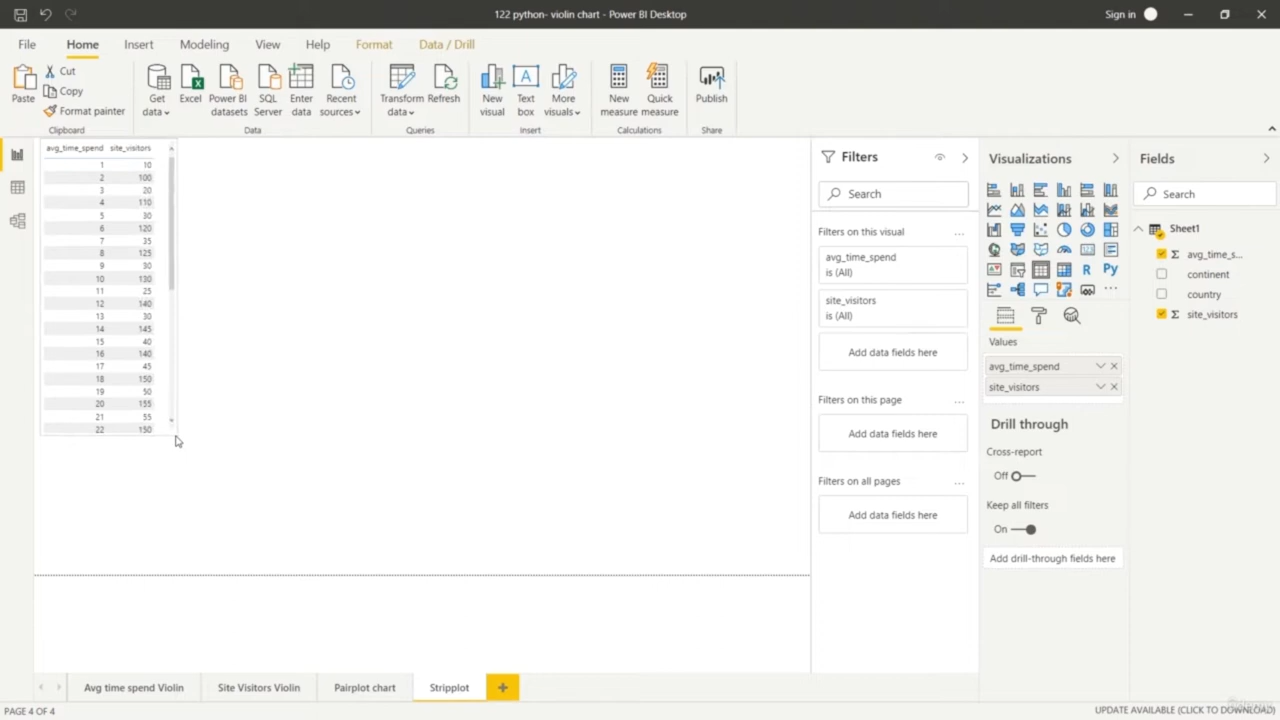 122 python- violin chart - Power BI Desktop
Sign in
File Home Insert Modeling View Help Format Data / Drill
Paste
Cut
Copy
Format painter
Clipboard
Get data
Excel
Power BI datasets
SQL Server
Enter data
Recent sources
Data
Transform data
Refresh
Queries
New visual
Text box
More visuals
Insert
New measure
Quick measure
Calculations
Publish
Share
avg_time_spend site_visitors
1 10
2 100
3 20
4 110
5 30
6 120
7 35
8 125
9 30
10 130
11 25
12 140
13 30
14 145
15 40
16 140
17 45
18 150
19 50
20 155
21 55
22 150
Filters
Search
Filters on this visual
...
avg_time_spend
is (All)
site_visitors
is (All)
Add data fields here
Filters on this page
...
Add data fields here
Filters on all pages
...
Add data fields here
Visualizations
R
Py
...
Values
avg_time_spend
site_visitors
Drill through
Cross-report
Off
Keep all filters
On
Add drill-through fields here
Fields
Search
Sheet1
Σ avg_time_s...
continent
country
Σ site_visitors
Avg time spend Violin
Site Visitors Violin
Pairplot chart
Stripplot
+
PAGE 4 OF 4
UPDATE AVAILABLE (CLICK TO DOWNLOAD)